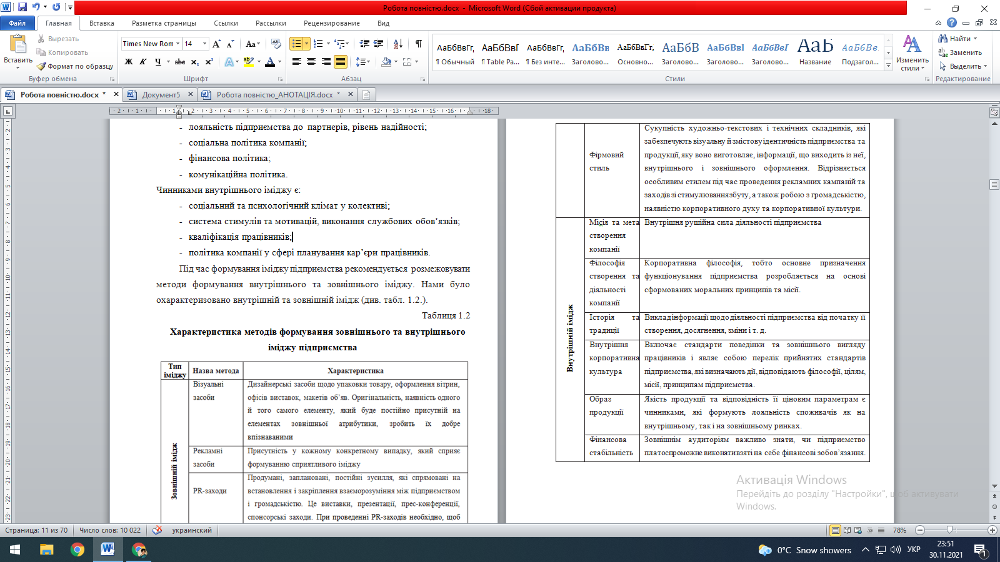 Робота повністю.docx - Microsoft Word (Сбой активации продукта)
Файл Главная Вставка Разметка страницы Ссылки Рассылки Рецензирование Вид
Вставить
Вырезать
Копировать
Формат по образцу
Буфер обмена
Times New Rom 14
Шрифт
Абзац
АаБбВвГг, АаБбВвГг АаБбВвГг, АаБбВв АаБбВвГг, АаБбВ АаБбВвІ АаБбВвГ АаЬ АаБбВв.
¶ Обычный ¶ Table Pa... ¶ Без инте... Заголово... Основно... Заголово... Заголово... Заголово... Название Подзагол...
Изменить стили
Стили
Найти
Заменить
Выделить
Редактирование
Робота повністю.docx * Документ5 Робота повністю_АНОТАЦІЯ.docx *
- лояльність підприємства до партнерів, рівень надійності;
- соціальна політика компанії;
- фінансова політика;
- комунікаційна політика.
Чинниками внутрішнього іміджу є:
- соціальний та психологічний клімат у колективі;
- система стимулів та мотивацій, виконання службових обов’язків;
- кваліфікація працівників;
- політика компанії у сфері планування кар’єри працівників.
Під час формування іміджу підприємства рекомендується розмежовувати
методи формування внутрішнього та зовнішнього іміджу. Нами було
охарактеризовано внутрішній та зовнішній імідж (див. табл. 1.2.).
Таблиця 1.2
Характеристика методів формування зовнішнього та внутрішнього
іміджу підприємства
Тип іміджу Назва метода Характеристика
Зовнішній імідж
Візуальні
засоби
Дизайнерські засоби щодо упаковки товару, оформлення вітрин,
офісів виставок, макетів об’яв. Оригінальність, наявність одного
й того самого елементу, який буде постійно присутній на
елементах зовнішньої атрибутики, зробить їх добре
впізнаваними
Рекламні
засоби
Присутність у кожному конкретному випадку, який сприяє
формуванню сприятливого іміджу
PR-заходи
Продумані, заплановані, постійні зусилля, які спрямовані на
встановлення і закріплення взаєморозуміння між підприємством
і громадськістю. Це виставки, презентації, прес-конференції,
спонсорські заходи. При проведенні PR-заходів необхідно, щоб
Фірмовий
стиль
Сукупність художньо-текстових і технічних складників, які
забезпечують візуальну й змістову ідентичність підприємства та
продукції, яку воно виготовляє, інформації, що виходить із неї,
внутрішнього і зовнішнього оформлення. Відрізняється
особливим стилем під час проведення рекламних кампаній та
заходів зі стимулювання збуту, а також робою з громадськістю,
наявністю корпоративного духу та корпоративної культури.
Внутрішній імідж
Місія та мета
створення
компанії
Внутрішня рушійна сила діяльності підприємства
Філософія
створення та
діяльності
компанії
Корпоративна філософія, тобто основне призначення
функціонування підприємства розробляється на основі
сформованих моральних принципів та місії.
Історія та
традиції
Виклад інформації щодо діяльності підприємства від початку її
створення, досягнення, зміни і т. д.
Внутрішня
корпоративна
культура
Включає стандарти поведінки та зовнішнього вигляду
працівників і являє собою перелік прийнятих стандартів
підприємства, які визначають дії, відповідають філософії, цілям,
місії, принципам підприємства.
Образ
продукції
Якість продукції та відповідність її ціновим параметрам є
чинниками, які формують лояльність споживачів як на
внутрішньому, так і на зовнішньому ринках.
Фінансова
стабільність
Зовнішнім аудиторіям важливо знати, чи підприємство
платоспроможне виконати взяті на себе фінансові зобов’язання.
Активація Windows
Перейдіть до розділу "Настройки", щоб активувати
Windows.
Страница: 11 из 70 Число слов: 10 022 украинский 78%
0°C Snow showers УКР 23:51
30.11.2021
1